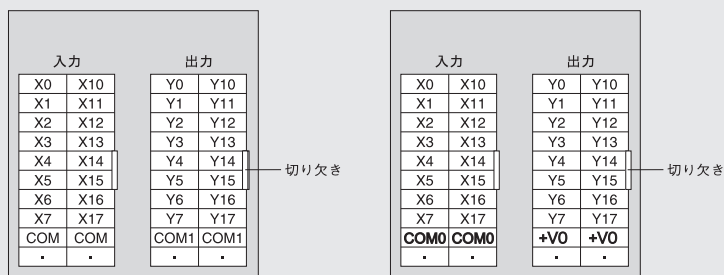 入力 出力
X0 X10 Y0 Y10
X1 X11 Y1 Y11
X2 X12 Y2 Y12
X3 X13 Y3 Y13
X4 X14 Y4 Y14
X5 X15 Y5 Y15
X6 X16 Y6 Y16
X7 X17 Y7 Y17
COM COM COM1 COM1
・ ・ ・ ・
切り欠き
入力 出力
X0 X10 Y0 Y10
X1 X11 Y1 Y11
X2 X12 Y2 Y12
X3 X13 Y3 Y13
X4 X14 Y4 Y14
X5 X15 Y5 Y15
X6 X16 Y6 Y16
X7 X17 Y7 Y17
COM0 COM0 +V0 +V0
・ ・ ・ ・
切り欠き